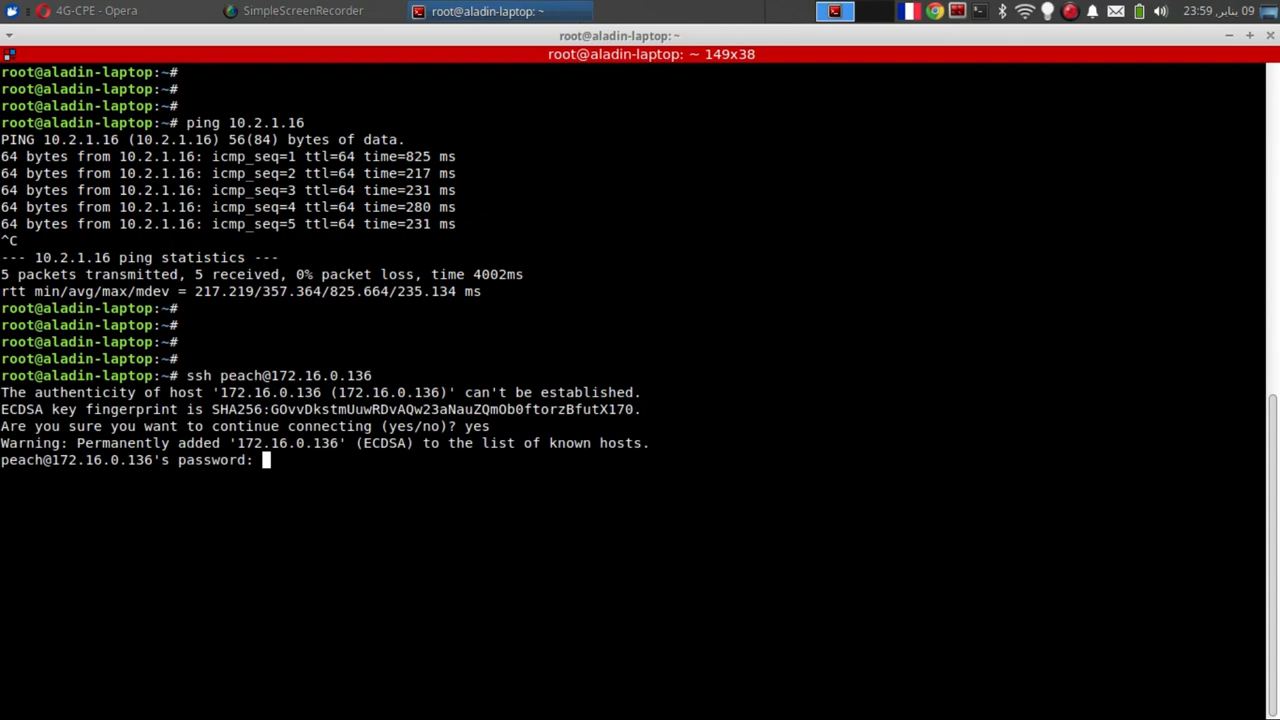 4G-CPE - Opera
SimpleScreenRecorder
root@aladin-laptop: ~
23:59 يناير, 09
root@aladin-laptop: ~
root@aladin-laptop: ~ 149x38
root@aladin-laptop:~#
root@aladin-laptop:~#
root@aladin-laptop:~#
root@aladin-laptop:~# ping 10.2.1.16
PING 10.2.1.16 (10.2.1.16) 56(84) bytes of data.
64 bytes from 10.2.1.16: icmp_seq=1 ttl=64 time=825 ms
64 bytes from 10.2.1.16: icmp_seq=2 ttl=64 time=217 ms
64 bytes from 10.2.1.16: icmp_seq=3 ttl=64 time=231 ms
64 bytes from 10.2.1.16: icmp_seq=4 ttl=64 time=280 ms
64 bytes from 10.2.1.16: icmp_seq=5 ttl=64 time=231 ms
^C
--- 10.2.1.16 ping statistics ---
5 packets transmitted, 5 received, 0% packet loss, time 4002ms
rtt min/avg/max/mdev = 217.219/357.364/825.664/235.134 ms
root@aladin-laptop:~#
root@aladin-laptop:~#
root@aladin-laptop:~#
root@aladin-laptop:~#
root@aladin-laptop:~# ssh peach@172.16.0.136
The authenticity of host '172.16.0.136 (172.16.0.136)' can't be established.
ECDSA key fingerprint is SHA256:GOvvDkstmUuwRDvAQw23aNauZQmOb0ftorzBfutX170.
Are you sure you want to continue connecting (yes/no)? yes
Warning: Permanently added '172.16.0.136' (ECDSA) to the list of known hosts.
peach@172.16.0.136's password: